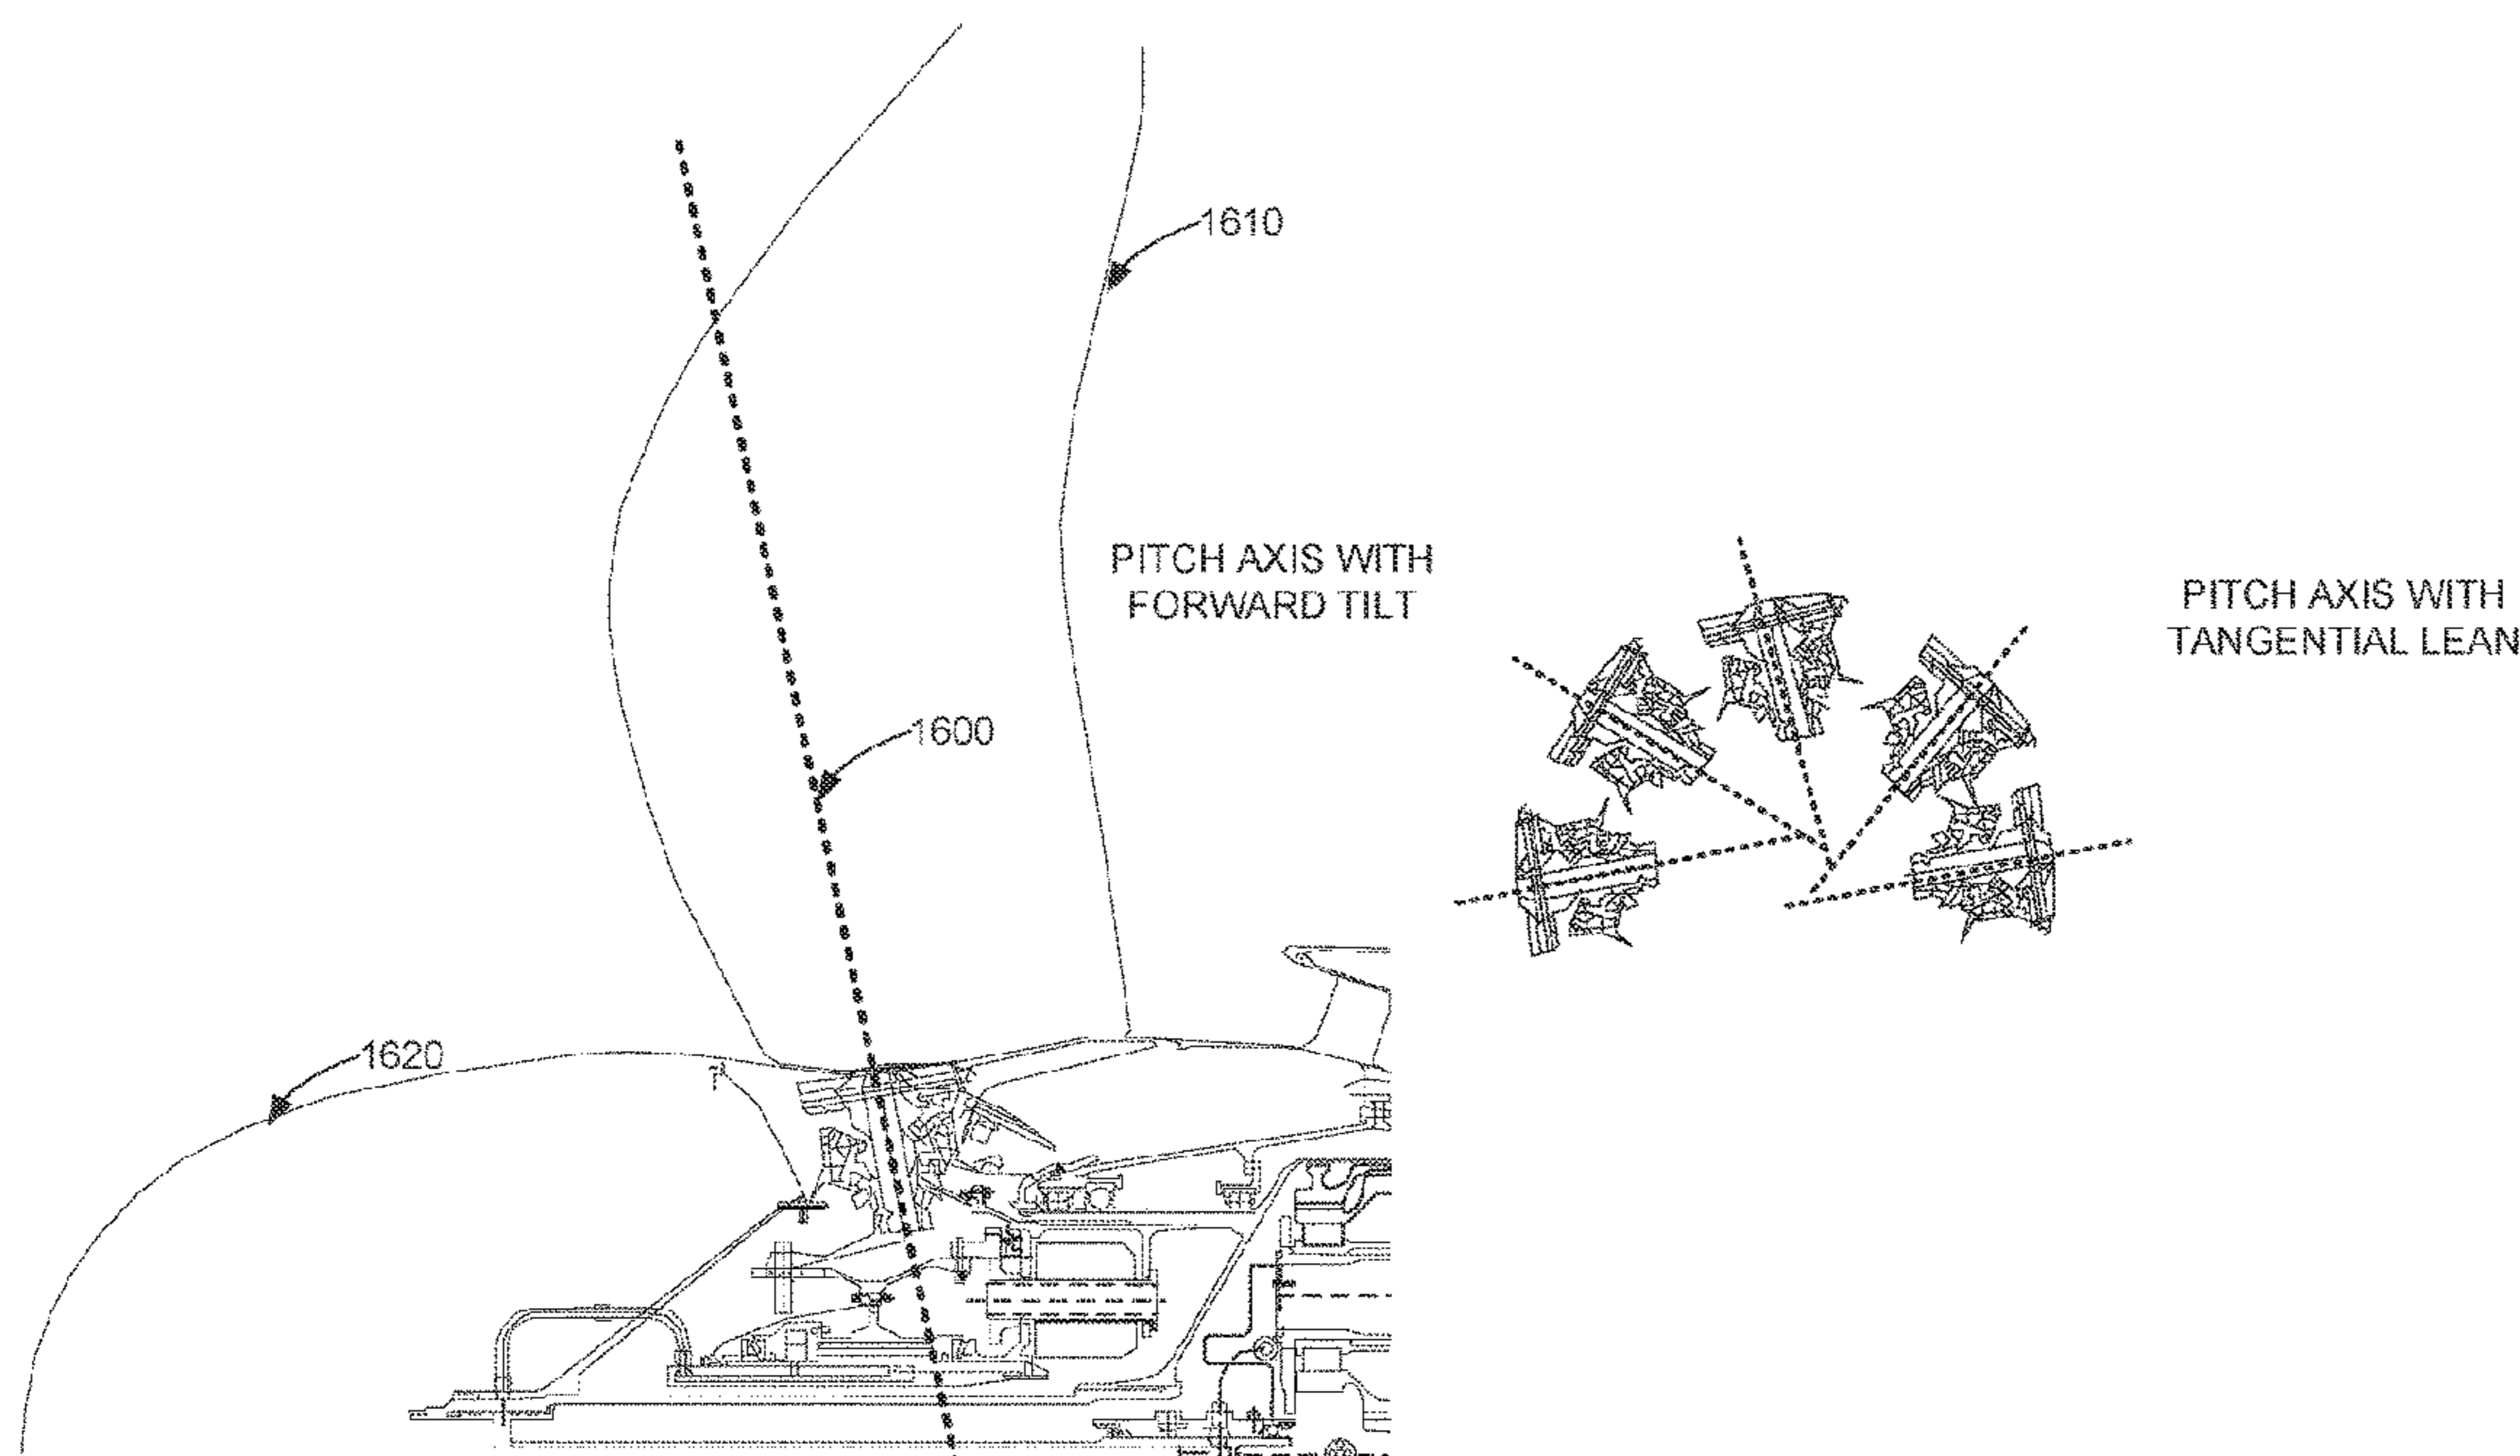 1610
PITCH AXIS WITH
FORWARD TILT
PITCH AXIS WITH
TANGENTIAL LEAN
1600
1620